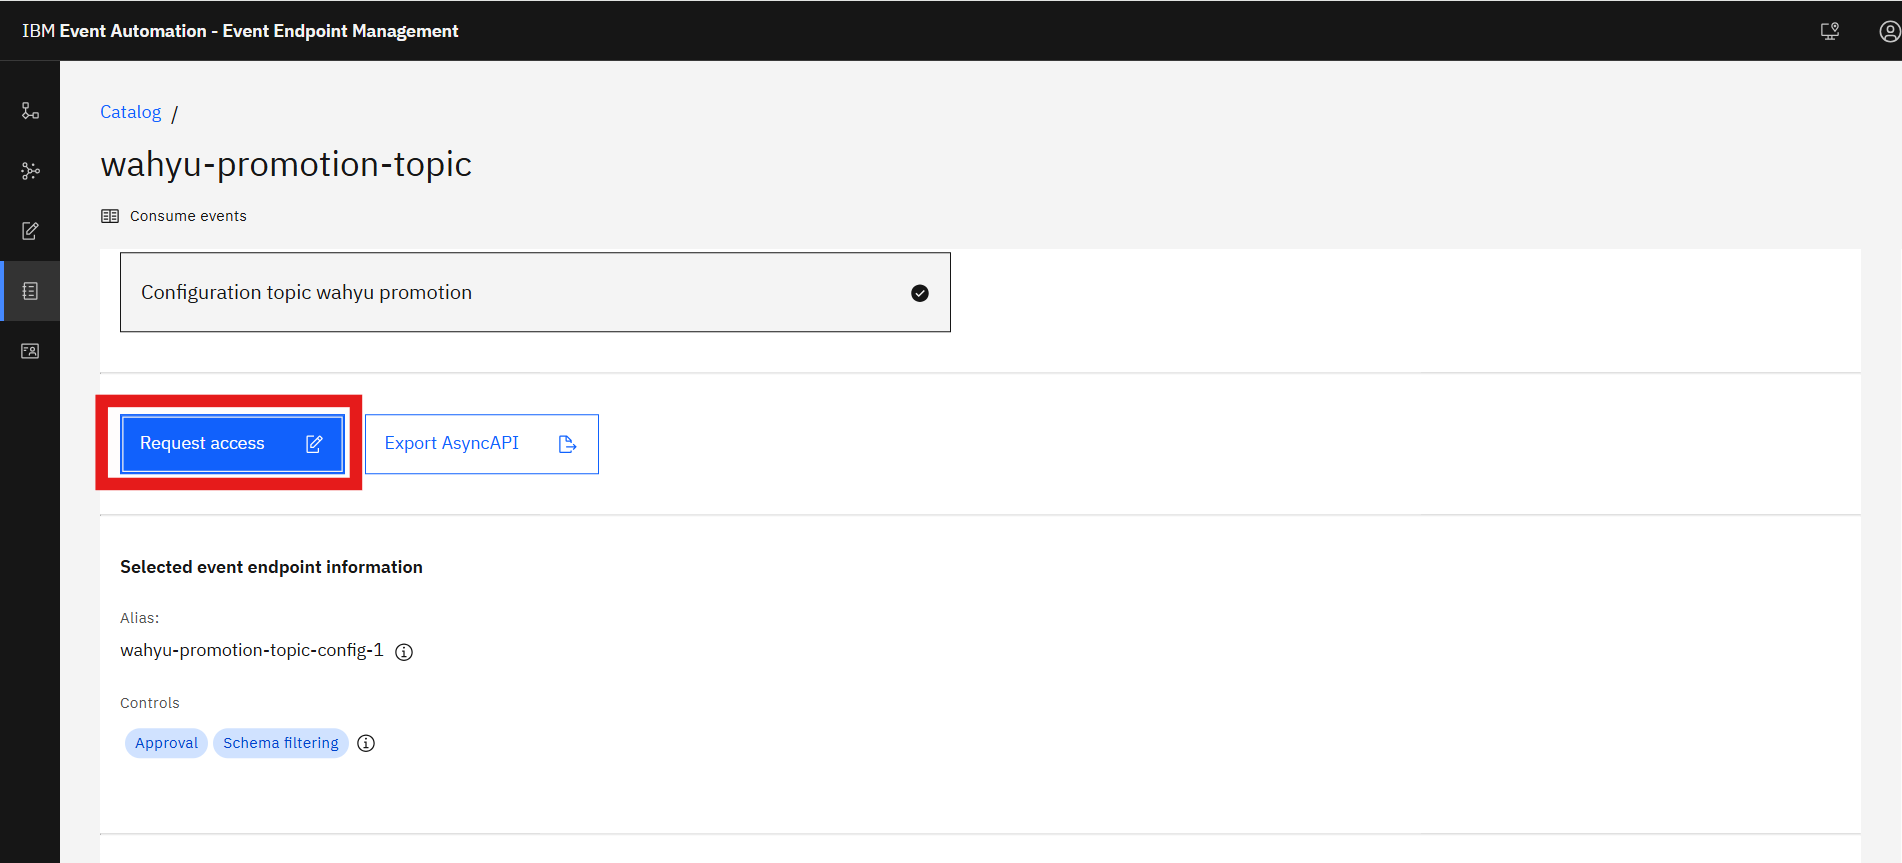 IBM Event Automation - Event Endpoint Management
Catalog /
wahyu-promotion-topic
Consume events
Configuration topic wahyu promotion
Request access
Export AsyncAPI
Selected event endpoint information
Alias:
wahyu-promotion-topic-config-1
Controls
Approval
Schema filtering